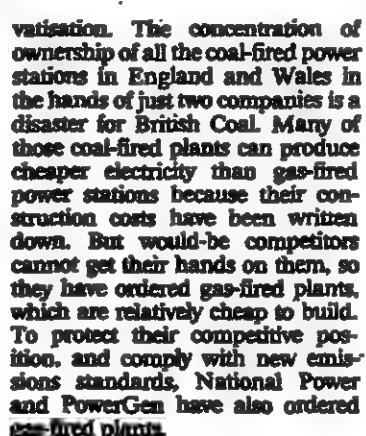 vatisation. The concentration of
ownership of all the coal-fired power
stations in England and Wales in
the hands of just two companies is a
disaster for British Coal. Many of
those coal-fired plants can produce
cheaper electricity than gas-fired
power stations because their con-
struction costs have been written
down. But would-be competitors
cannot get their hands on them, so
they have ordered gas-fired plants,
which are relatively cheap to build.
To protect their competitive pos-
ition, and comply with new emis-
sions standards, National Power
and PowerGen have also ordered
gas-fired plants.